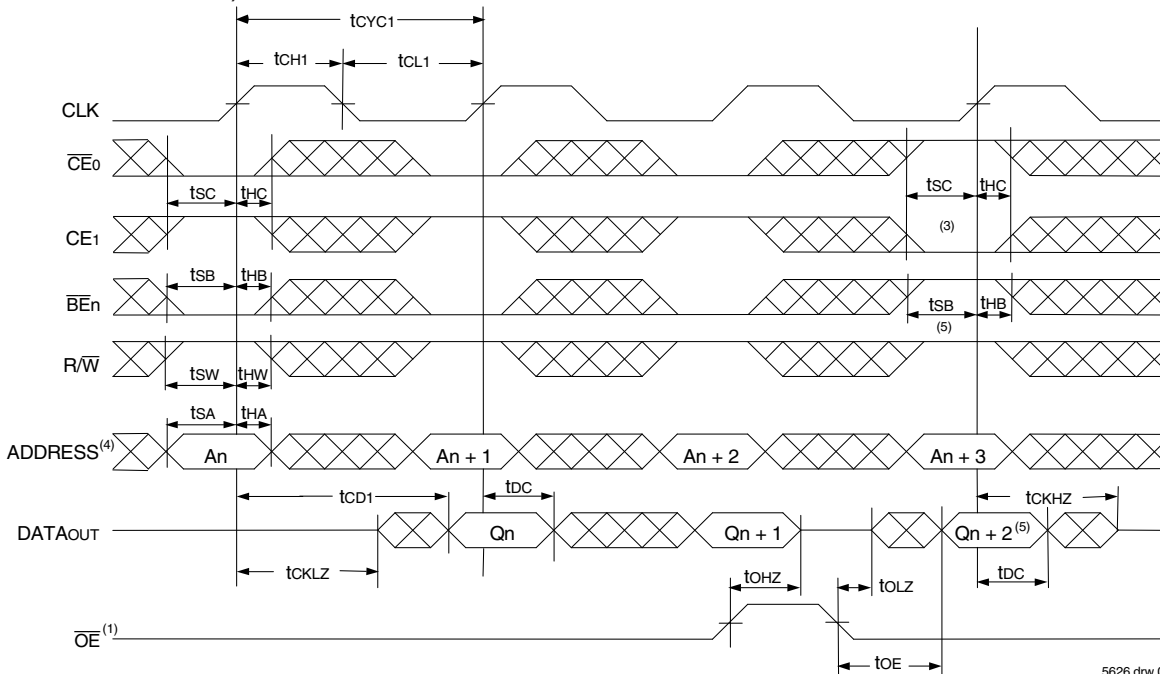 tCYC1
tCH1 tCL1
CLK
CE0
tSC tHC tSC tHC
CE1 (3)
tSB tHB
BEn tSB tHB
(5)
R/W
tSW tHW
tSA tHA
ADDRESS(4) An An + 1 An + 2 An + 3
tCD1 tDC tCKHZ
DATAOUT Qn Qn + 1 Qn + 2(5)
tCKLZ tOHZ tOLZ tDC
OE(1)
tOE
5626 drw